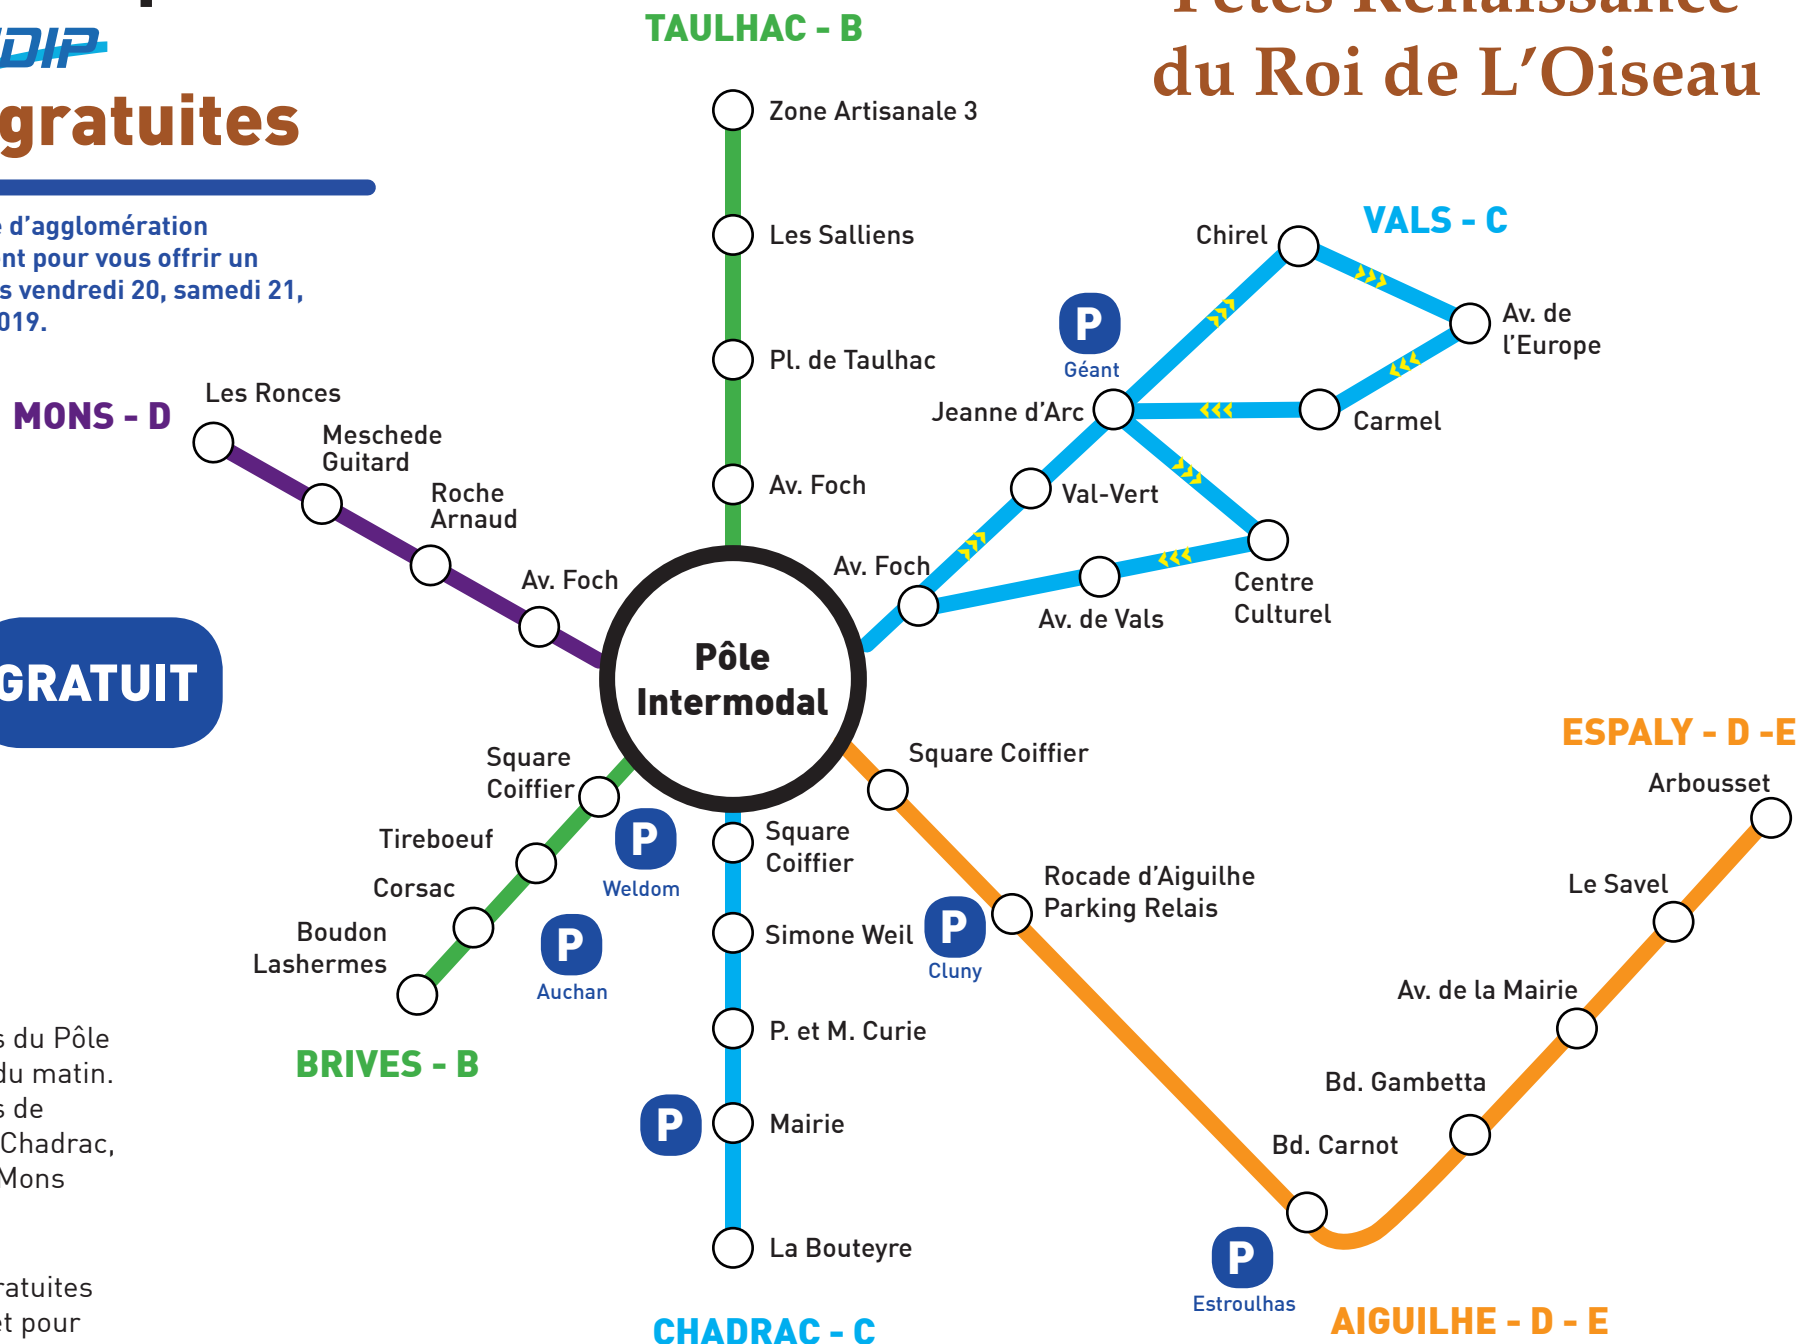 DIP
gratuites
d'agglomération
ent pour vous offrir un
s vendredi 20, samedi 21,
2019.
Fêtes Renaissance
du Roi de L'Oiseau
TAULHAC - B
Zone Artisanale 3
Les Salliens
Pl. de Taulhac
Av. Foch
VALS - C
Chirel
Av. de
l'Europe
P
Géant
Jeanne d'Arc
Carmel
Val-Vert
Av. Foch
Centre
Culturel
Av. de Vals
MONS - D
Les Ronces
Meschede
Guitard
Roche
Arnaud
Av. Foch
GRATUIT
Pôle
Intermodal
Square
Coiffier
Tireboeuf
Corsac
Boudon
Lashermes
P
Weldom
P
Auchan
BRIVES - B
Square
Coiffier
Simone Weil
P. et M. Curie
P
Mairie
La Bouteyre
CHADRAC - C
Square Coiffier
Rocade d'Aiguilhe
Parking Relais
P
Cluny
ESPALY - D -E
Arbousset
Le Savel
Av. de la Mairie
Bd. Gambetta
Bd. Carnot
P
Estroulhas
AIGUILHE - D - E
s du Pôle
du matin.
s de
Chadrac,
Mons
ratuites
et pour